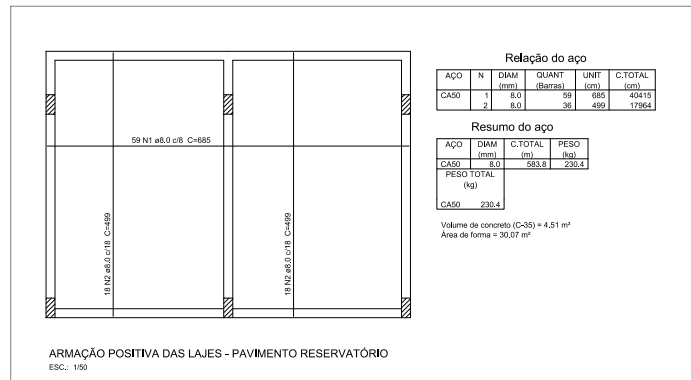 59 N1 ø8.0 c/8 C=685
18 N2 ø8.0 c/18 C=499
18 N2 ø8.0 c/18 C=499
ARMAÇÃO POSITIVA DAS LAJES - PAVIMENTO RESERVATÓRIO
ESC.: 1/50
Relação do aço
AÇO N DIAM QUANT UNIT C.TOTAL
(mm) (Barras) (cm) (cm)
CA50 1 8.0 59 685 40415
2 8.0 36 499 17964
Resumo do aço
AÇO DIAM C.TOTAL PESO
(mm) (m) (kg)
CA50 8.0 583.8 230.4
PESO TOTAL
(kg)
CA50 230.4
Volume de concreto (C-35) = 4.51 m³
Área de forma = 30.07 m²